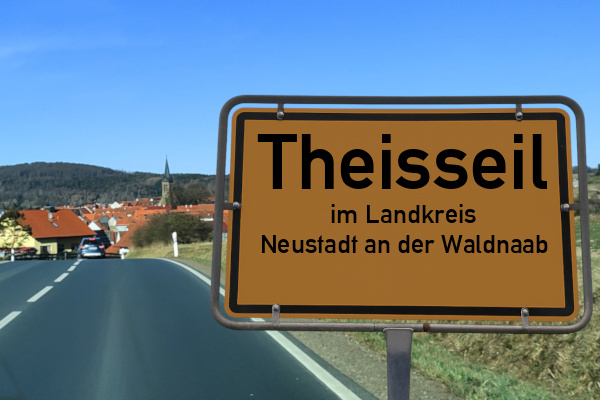 Theisseil
im Landkreis
Neustadt an der Waldnaab